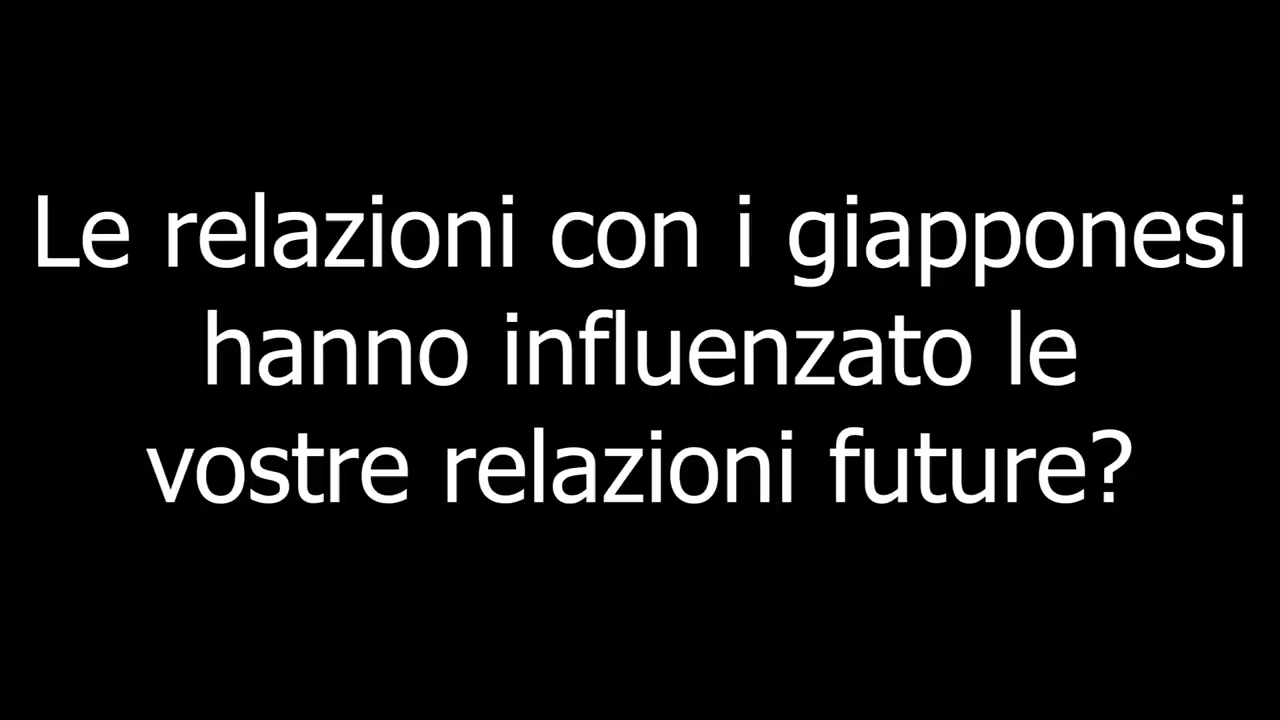 Le relazioni con i giapponesi
hanno influenzato le
vostre relazioni future?